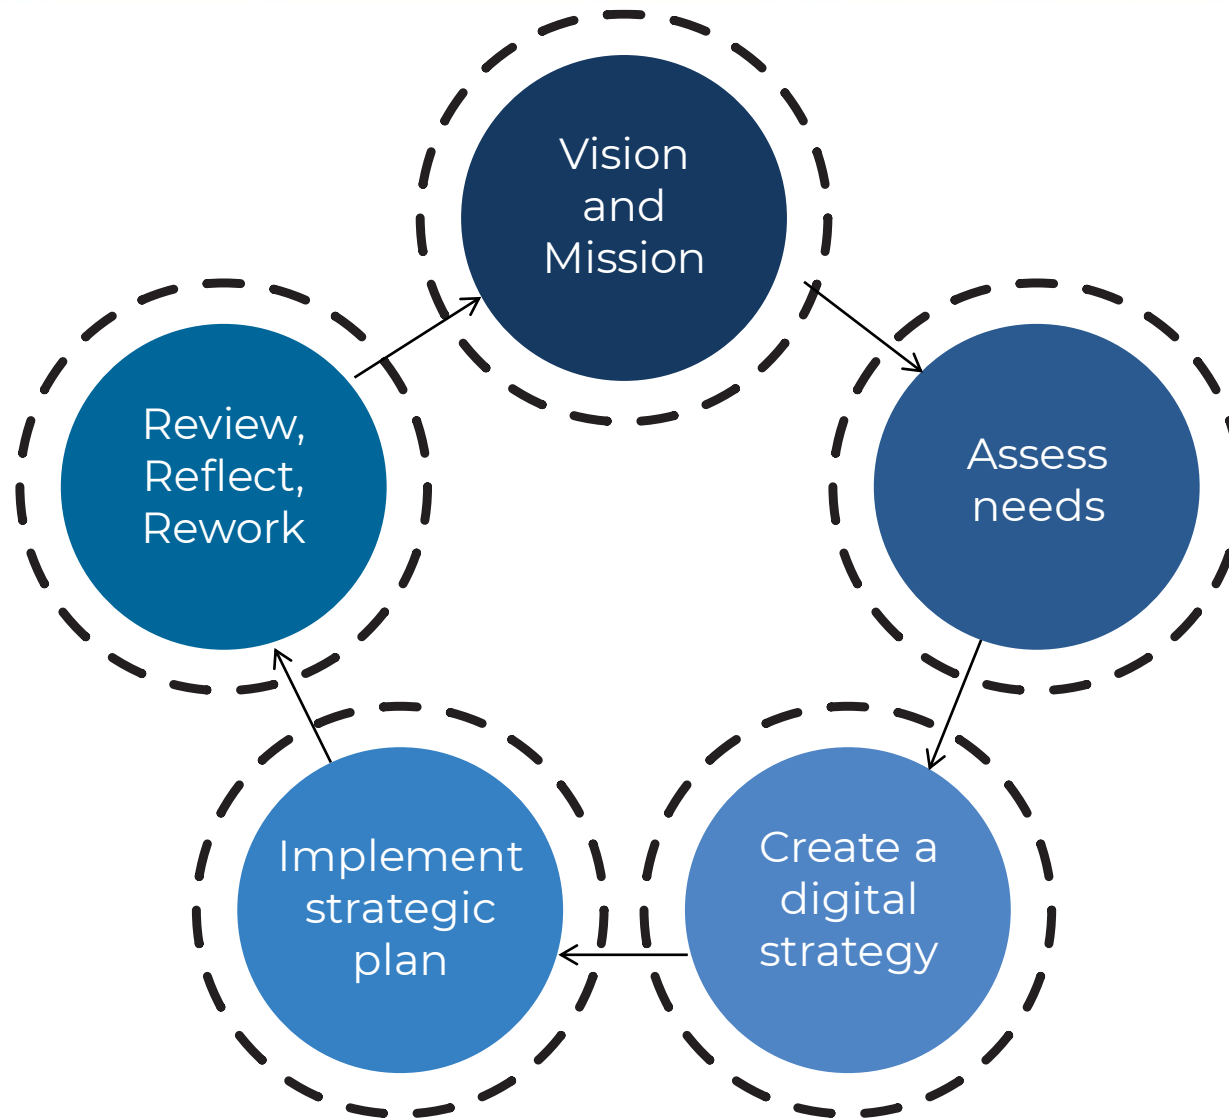 Vision
and
Mission
Assess
needs
Create a
digital
strategy
Implement
strategic
plan
Review,
Reflect,
Rework